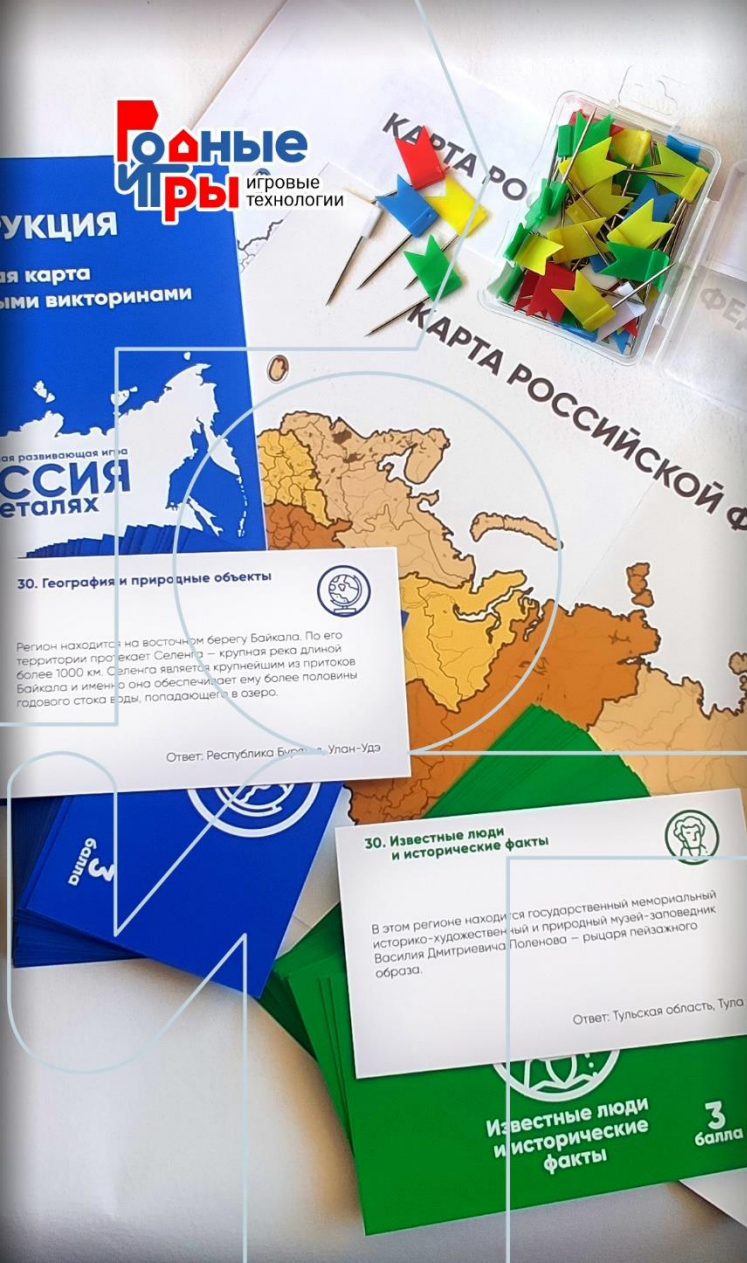 Родные
игры
игровые
технологии
КАРТА РОС
ФЕД
КАРТА РОССИЙСКОЙ Ф
РУКЦИЯ
ая карта
ыми викторинами
ая развивающая игра
ССИЯ
еталях
30. География и природные объекты
Регион находится на восточном берегу Байкала. По его
территории протекает Селенга — крупная река длиной
более 1000 км. Селенга является крупнейшим из притоков
Байкала и именно она обеспечивает ему более половины
годового стока воды, попадающего в озеро.
Ответ: Республика Бурятия, Улан-Удэ
3
балла
30. Известные люди
и исторические факты
В этом регионе находится государственный мемориальный
историко-художественный и природный музей-заповедник
Василия Дмитриевича Поленова — рыцаря пейзажного
образа.
Ответ: Тульская область, Тула
Известные люди
и исторические
факты
3
балла